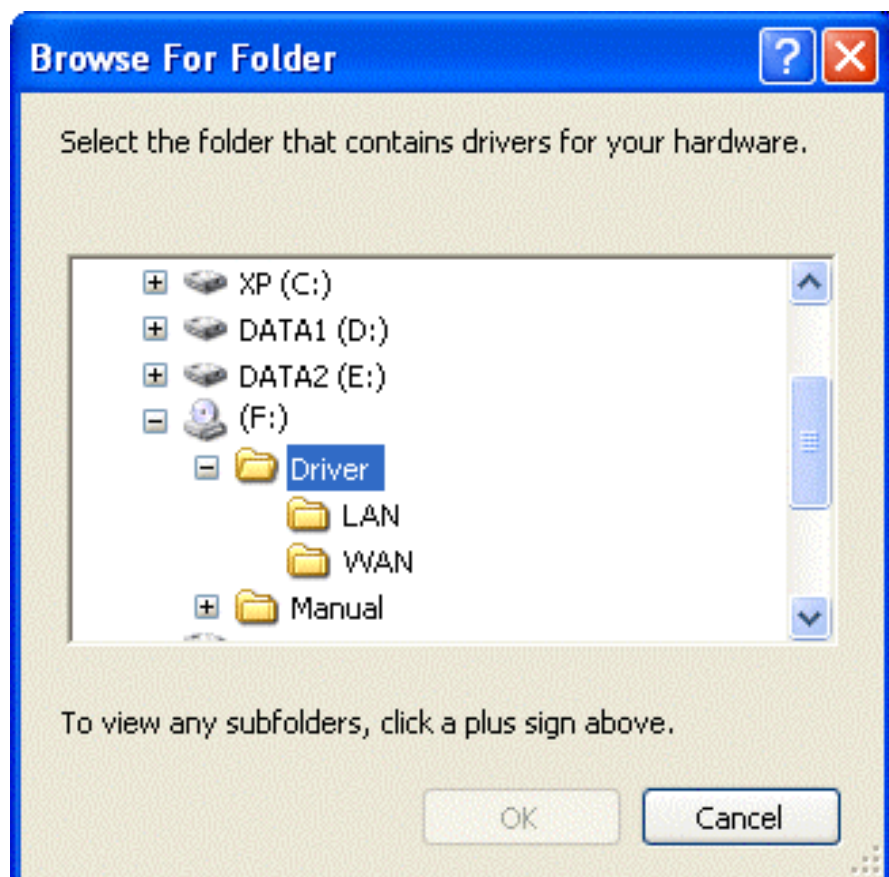 Browse For Folder
Select the folder that contains drivers for your hardware.
XP (C:)
DATA1 (D:)
DATA2 (E:)
(F:)
Driver
LAN
WAN
Manual
To view any subfolders, click a plus sign above.
OK
Cancel